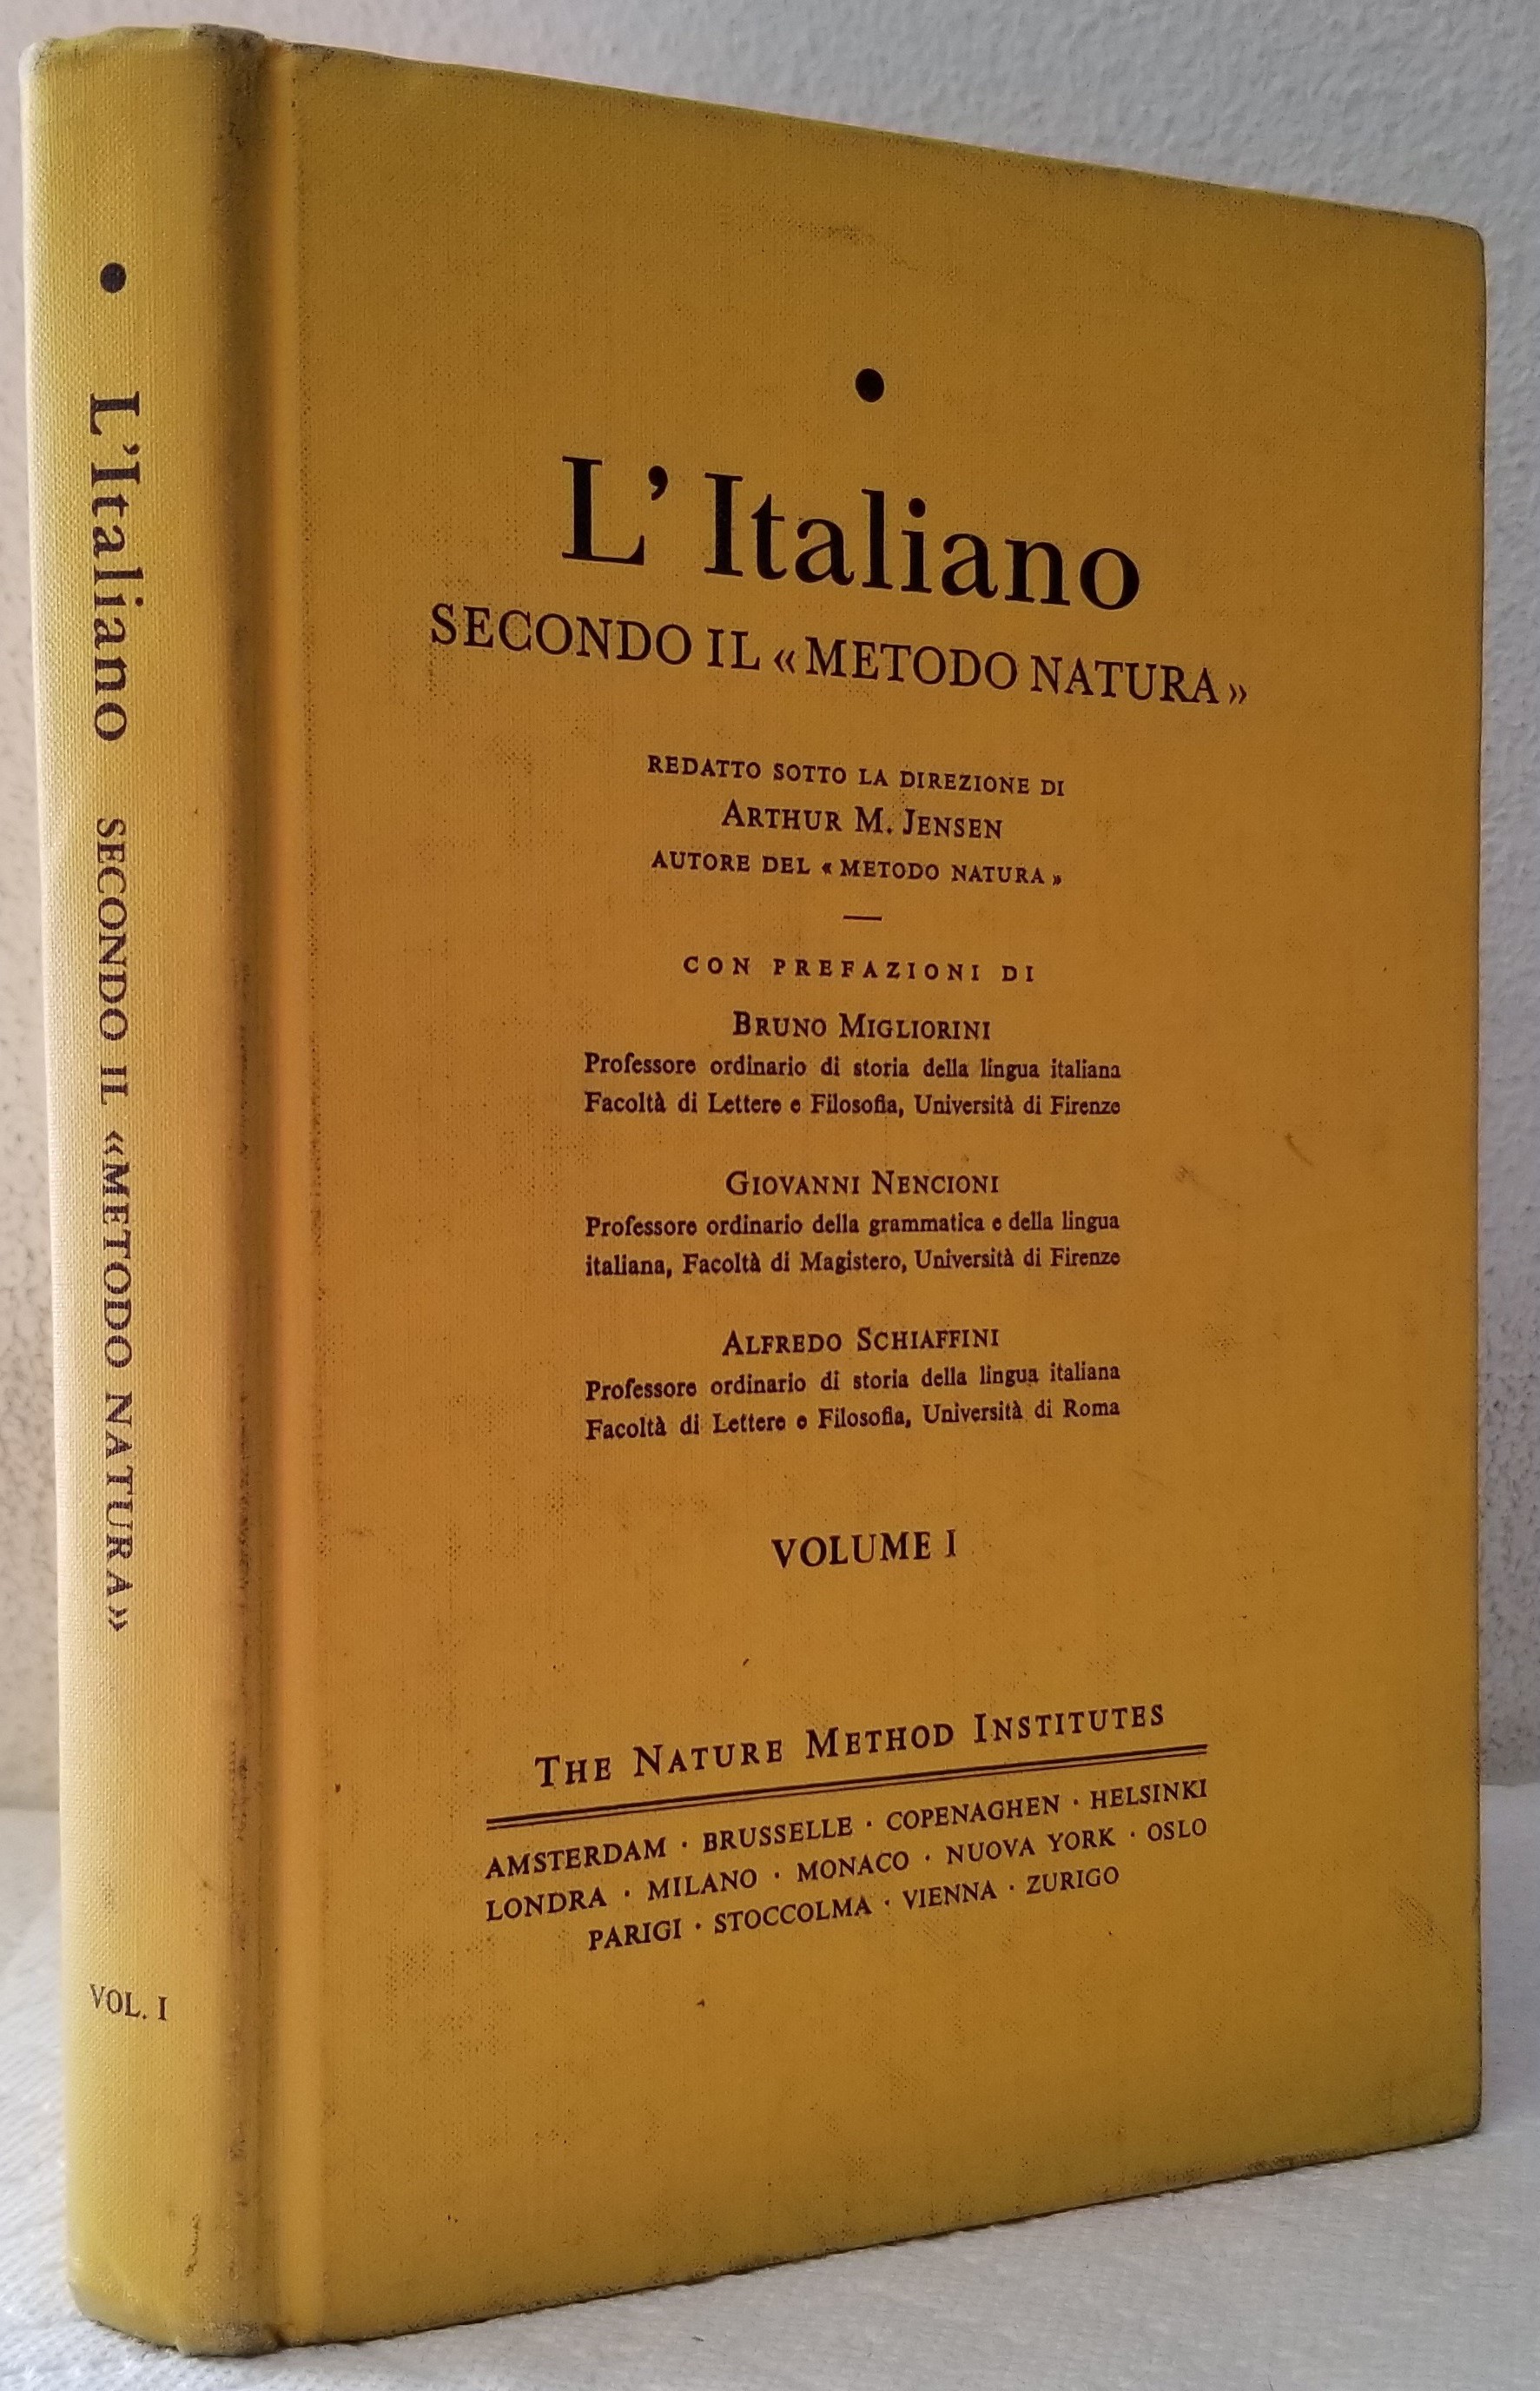 L'Italiano SECONDO IL «METODO NATURA»
VOL. I
L'Italiano
SECONDO IL «METODO NATURA»
REDATTO SOTTO LA DIREZIONE DI
ARTHUR M. JENSEN
AUTORE DEL «METODO NATURA»
CON PREFAZIONI DI
BRUNO MIGLIORINI
Professore ordinario di storia della lingua italiana
Facoltà di Lettere e Filosofia, Università di Firenze
GIOVANNI NENCIONI
Professore ordinario della grammatica e della lingua
italiana, Facoltà di Magistero, Università di Firenze
ALFREDO SCHIAFFINI
Professore ordinario di storia della lingua italiana
Facoltà di Lettere e Filosofia, Università di Roma
VOLUME I
THE NATURE METHOD INSTITUTES
AMSTERDAM · BRUSSELLE · COPENAGHEN · HELSINKI
LONDRA · MILANO · MONACO · NUOVA YORK · OSLO
PARIGI · STOCCOLMA · VIENNA · ZURIGO